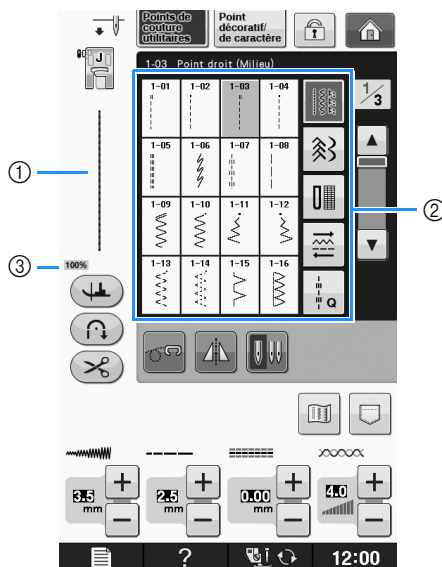 Points de couture utilitaires
Point décoratif/ de caractère
J
1-03 Point droit (Milieu)
1-01 1-02 1-03 1-04
1/3
1-05 1-06 1-07 1-08
①
1-09 1-10 1-11 1-12
②
③ 100%
1-13 1-14 1-15 1-16
Q
3.5 mm
2.5 mm
0.00 mm
4.0
?
12:00